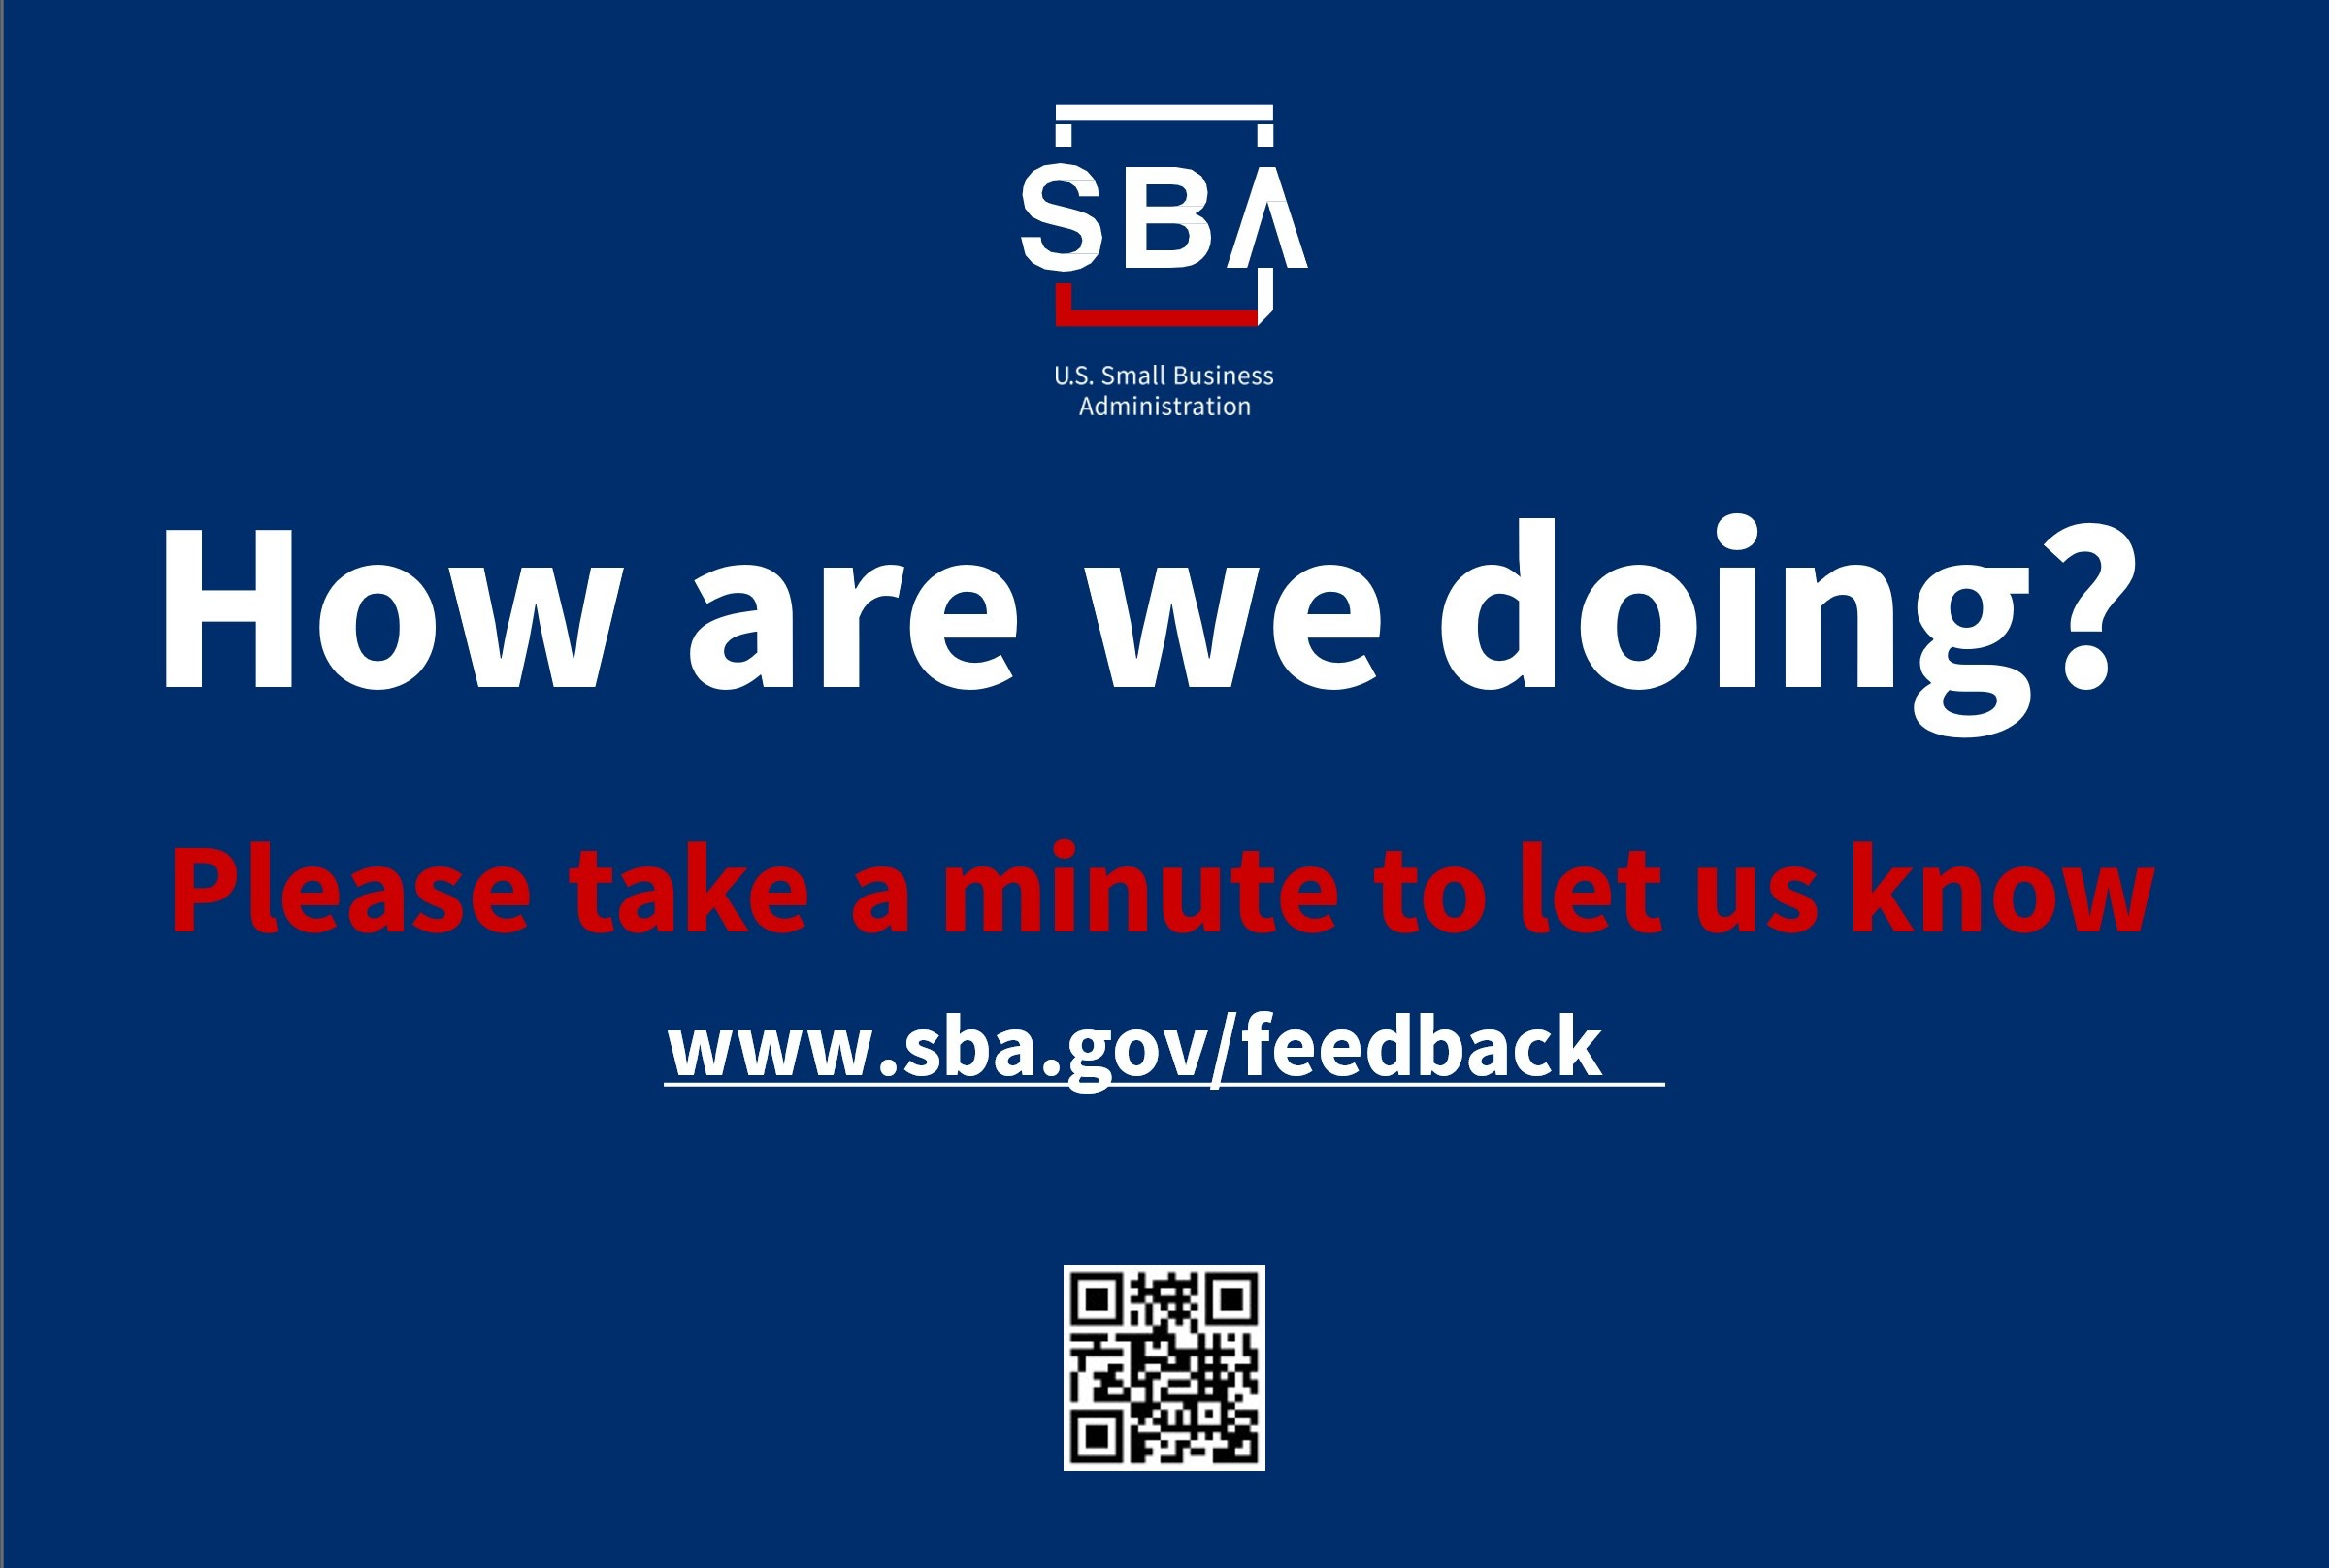 SBA
U.S. Small Business
Administration
How are we doing?
Please take a minute to let us know
www.sba.gov/feedback